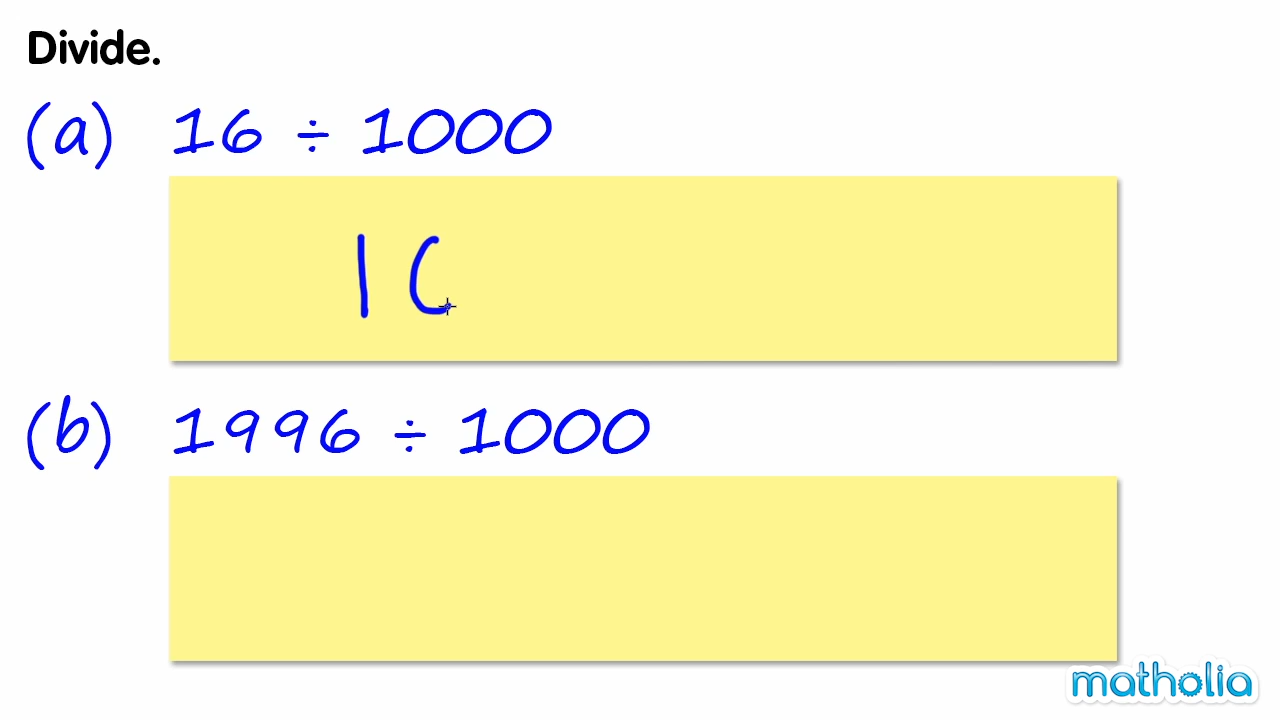 Divide.
(a) 16 ÷ 1000
1
(b) 1996 ÷ 1000
matholia